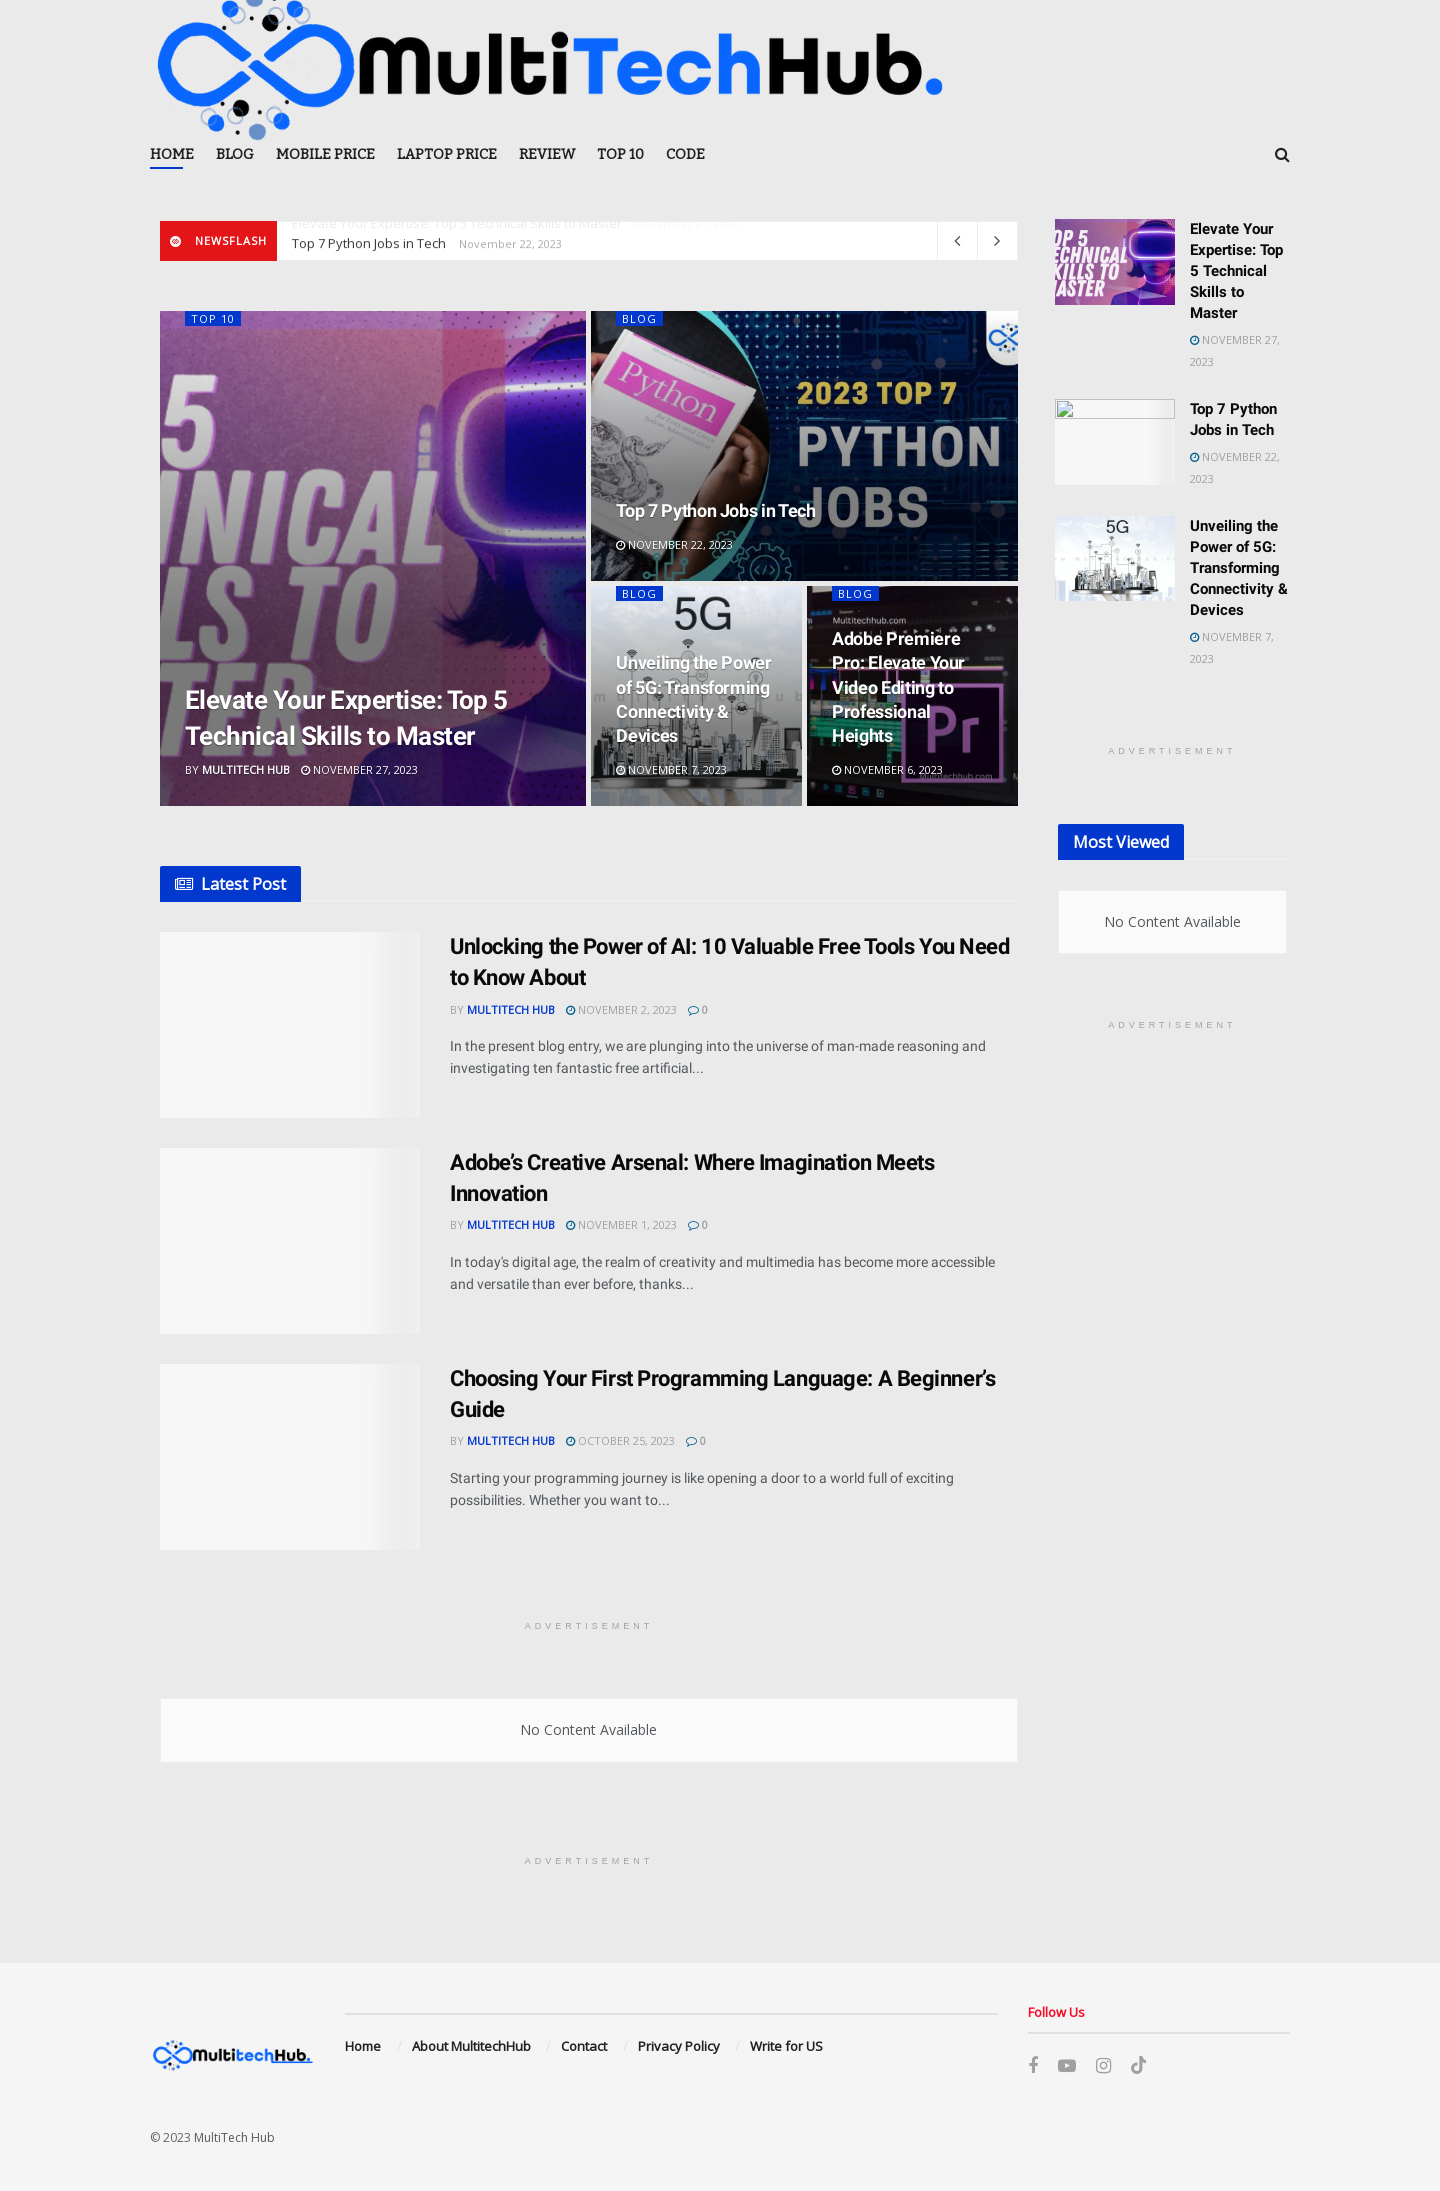 MultiTechHub.
HOME BLOG MOBILE PRICE LAPTOP PRICE REVIEW TOP 10 CODE
NEWSFLASH
Elevate Your Expertise: Top 5 Technical Skills to Master November 27, 2023
Top 7 Python Jobs in Tech November 22, 2023
TOP 10
5
NICAL
LS TO
TER
Elevate Your Expertise: Top 5
Technical Skills to Master
BY MULTITECH HUB NOVEMBER 27, 2023
BLOG
Python
2023 TOP 7
PYTHON
JOBS
Top 7 Python Jobs in Tech
NOVEMBER 22, 2023
BLOG
5G
Unveiling the Power
of 5G: Transforming
Connectivity &
Devices
NOVEMBER 7, 2023
BLOG
Multitechhub.com
Adobe Premiere
Pro: Elevate Your
Video Editing to
Professional
Heights
Pr
Multitechhub.com
NOVEMBER 6, 2023
TOP 5
TECHNICAL
SKILLS TO
MASTER
Elevate Your
Expertise: Top
5 Technical
Skills to
Master
NOVEMBER 27,
2023
Top 7 Python
Jobs in Tech
NOVEMBER 22,
2023
5G
Unveiling the
Power of 5G:
Transforming
Connectivity &
Devices
NOVEMBER 7,
2023
ADVERTISEMENT
Most Viewed
No Content Available
ADVERTISEMENT
Latest Post
Unlocking the Power of AI: 10 Valuable Free Tools You Need
to Know About
BY MULTITECH HUB NOVEMBER 2, 2023 0
In the present blog entry, we are plunging into the universe of man-made reasoning and
investigating ten fantastic free artificial...
Adobe’s Creative Arsenal: Where Imagination Meets
Innovation
BY MULTITECH HUB NOVEMBER 1, 2023 0
In today's digital age, the realm of creativity and multimedia has become more accessible
and versatile than ever before, thanks...
Choosing Your First Programming Language: A Beginner’s
Guide
BY MULTITECH HUB OCTOBER 25, 2023 0
Starting your programming journey is like opening a door to a world full of exciting
possibilities. Whether you want to...
ADVERTISEMENT
No Content Available
ADVERTISEMENT
MultitechHub.
Home / About MultitechHub / Contact / Privacy Policy / Write for US
Follow Us
© 2023 MultiTech Hub